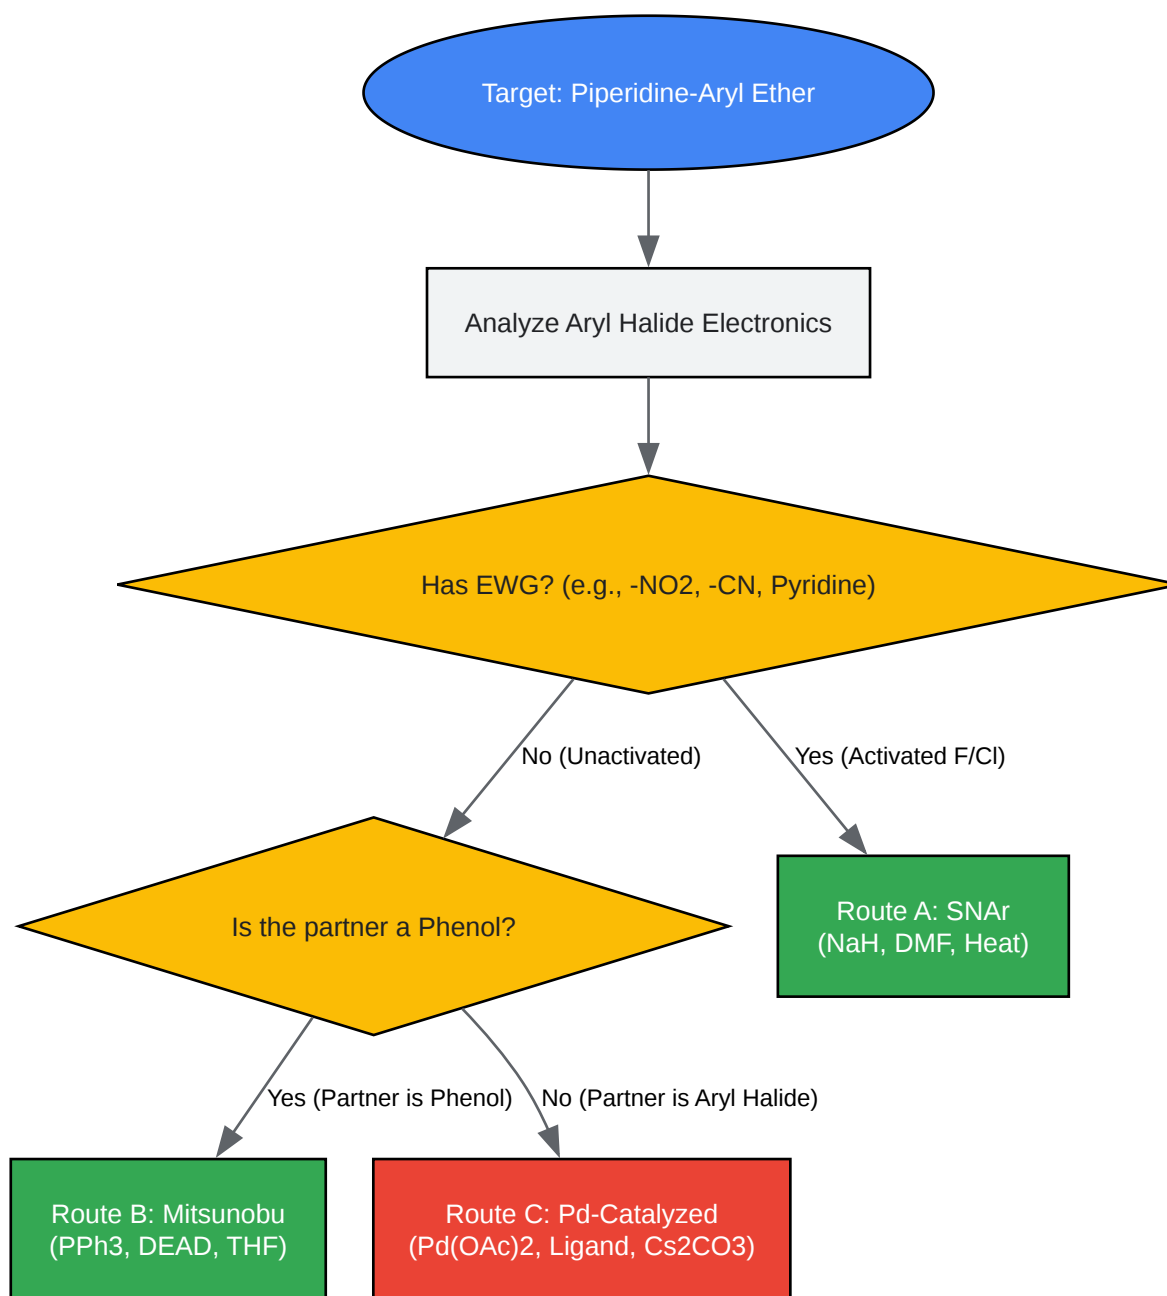 Target: Piperidine-Aryl Ether
Analyze Aryl Halide Electronics
Has EWG? (e.g., -NO2, -CN, Pyridine)
No (Unactivated)
Yes (Activated F/Cl)
Is the partner a Phenol?
Route A: SNAr
(NaH, DMF, Heat)
Yes (Partner is Phenol)
No (Partner is Aryl Halide)
Route B: Mitsunobu
(PPh3, DEAD, THF)
Route C: Pd-Catalyzed
(Pd(OAc)2, Ligand, Cs2CO3)